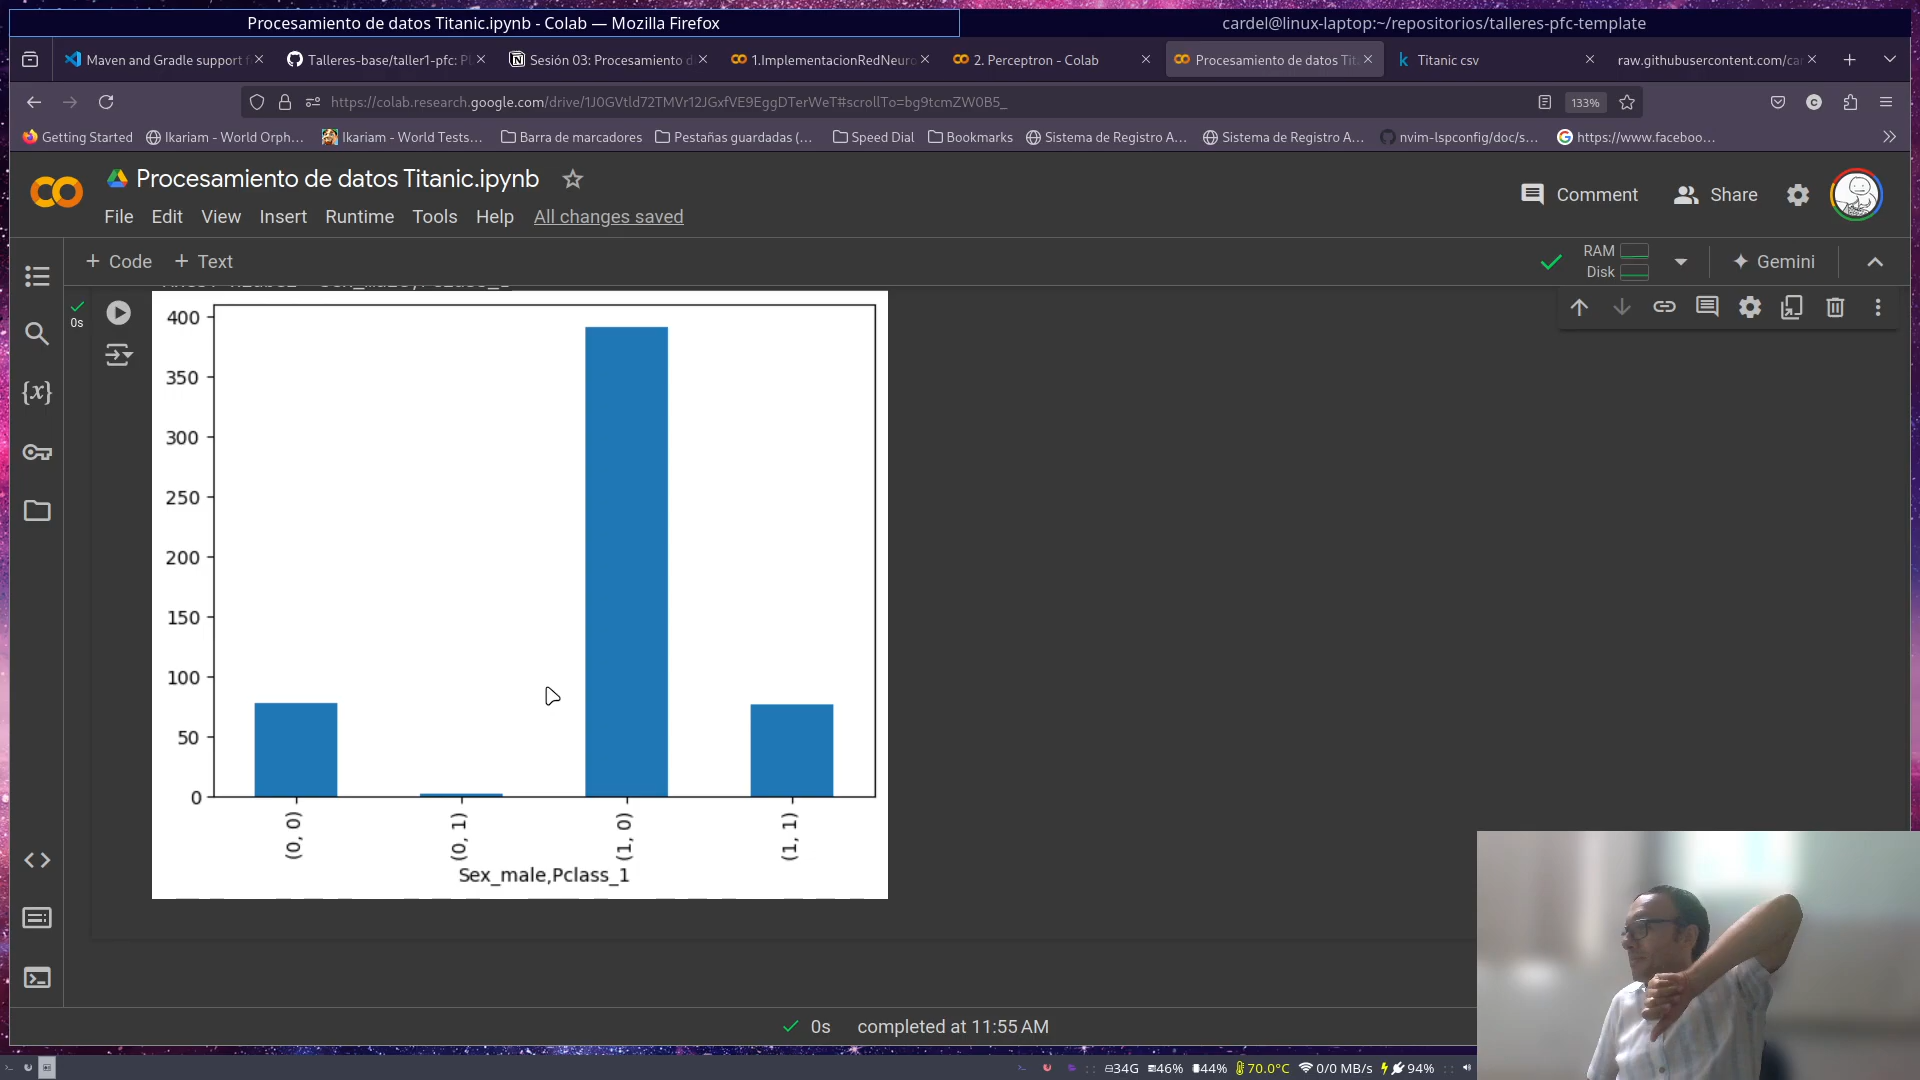 Procesamiento de datos Titanic.ipynb - Colab — Mozilla Firefox
cardel@linux-laptop:~/repositorios/talleres-pfc-template
Maven and Gradle support f
Talleres-base/taller1-pfc: Pl
Sesión 03: Procesamiento d
1.ImplementacionRedNeuro
2. Perceptron - Colab
Procesamiento de datos Tita
Titanic csv
raw.githubusercontent.com/car
https://colab.research.google.com/drive/1J0GVtld72TMVr12JGxfVE9EggDTerWeT#scrollTo=bg9tcmZW0B5_
133%
Getting Started
Ikariam - World Orph...
Ikariam - World Tests...
Barra de marcadores
Pestañas guardadas (...
Speed Dial
Bookmarks
Sistema de Registro A...
Sistema de Registro A...
nvim-lspconfig/doc/s...
https://www.faceboo...
Procesamiento de datos Titanic.ipynb
File Edit View Insert Runtime Tools Help All changes saved
Comment
Share
+ Code + Text
RAM
Disk
Gemini
0s
400
350
300
250
200
150
100
50
0
(0, 0)
(0, 1)
(1, 0)
(1, 1)
Sex_male,Pclass_1
0s completed at 11:55 AM
34G 46% 44% 70.0°C 0/0 MB/s 94%